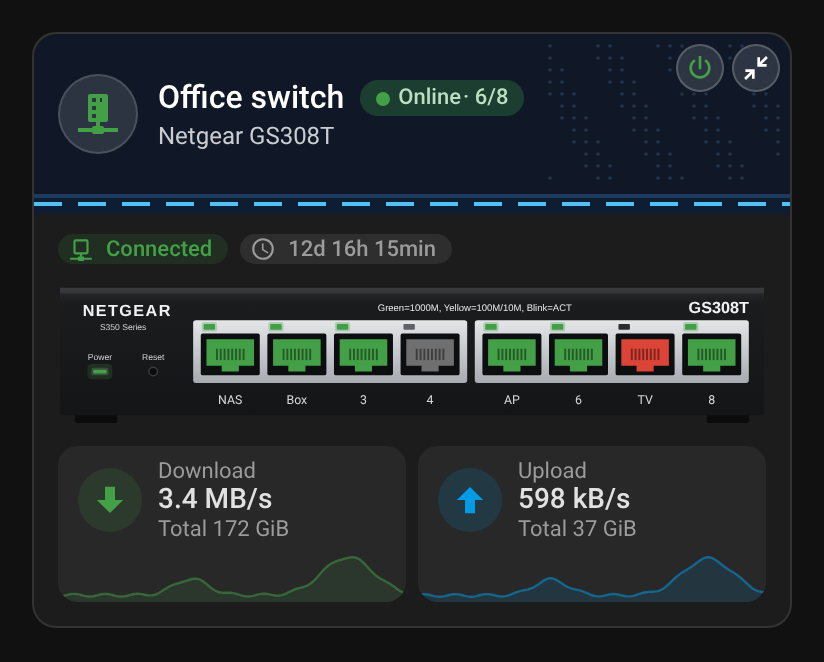 Office switch
Online · 6/8
Netgear GS308T
Connected
12d 16h 15min
NETGEAR
S350 Series
Green=1000M, Yellow=100M/10M, Blink=ACT
GS308T
Power Reset
NAS Box 3 4 AP 6 TV 8
Download
3.4 MB/s
Total 172 GiB
Upload
598 kB/s
Total 37 GiB